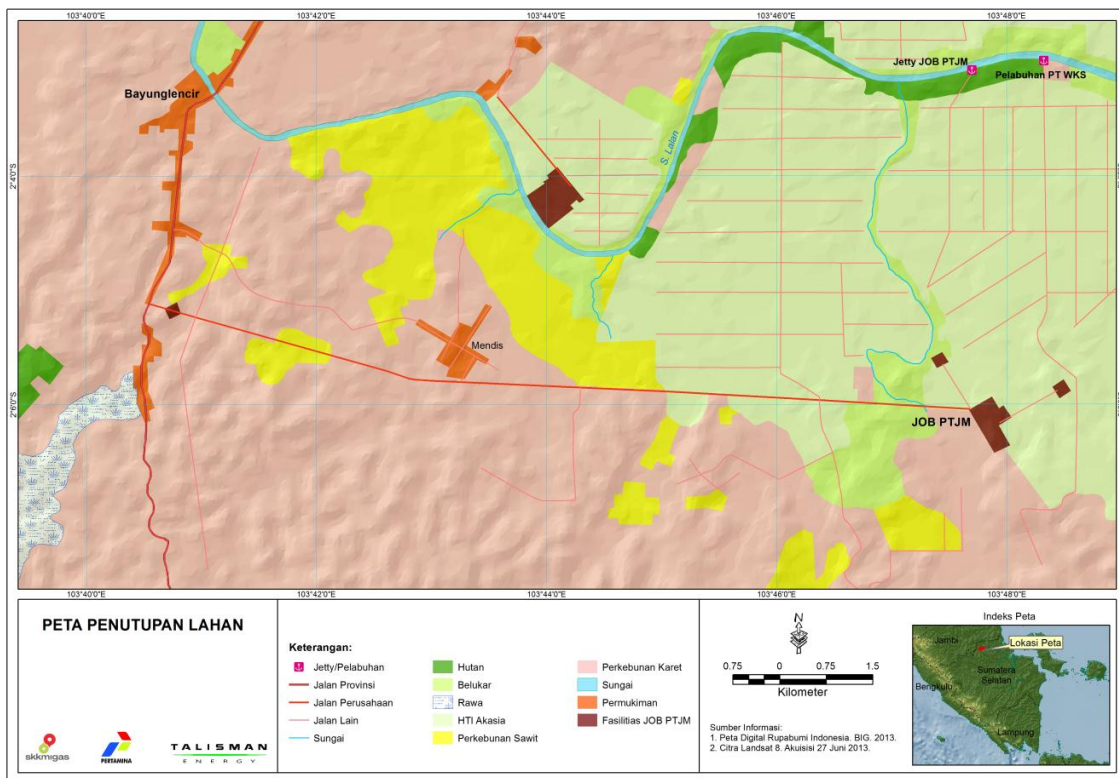 103°40'0"E 103°42'0"E 103°44'0"E 103°46'0"E 103°48'0"E
Jetty JOB PTJM
Pelabuhan PT WKS
Bayunglencir
S. Lalan
2°4'0"S
Mendis
2°6'0"S
JOB PTJM
103°40'0"E 103°42'0"E 103°44'0"E 103°46'0"E 103°48'0"E
PETA PENUTUPAN LAHAN
skkmigas
PERTAMINA
TALISMAN
ENERGY
Keterangan:
Jetty/Pelabuhan
Jalan Provinsi
Jalan Perusahaan
Jalan Lain
Sungai
Hutan
Belukar
Rawa
HTI Akasia
Perkebunan Sawit
Perkebunan Karet
Sungai
Permukiman
Fasilitias JOB PTJM
N
0.75 0 0.75 1.5
Kilometer
Sumber Informasi:
1. Peta Digital Rupabumi Indonesia. BIG. 2013.
2. Citra Landsat 8. Akuisisi 27 Juni 2013.
Indeks Peta
Jambi
Lokasi Peta
Sumatera
Selatan
Bengkulu
Lampung